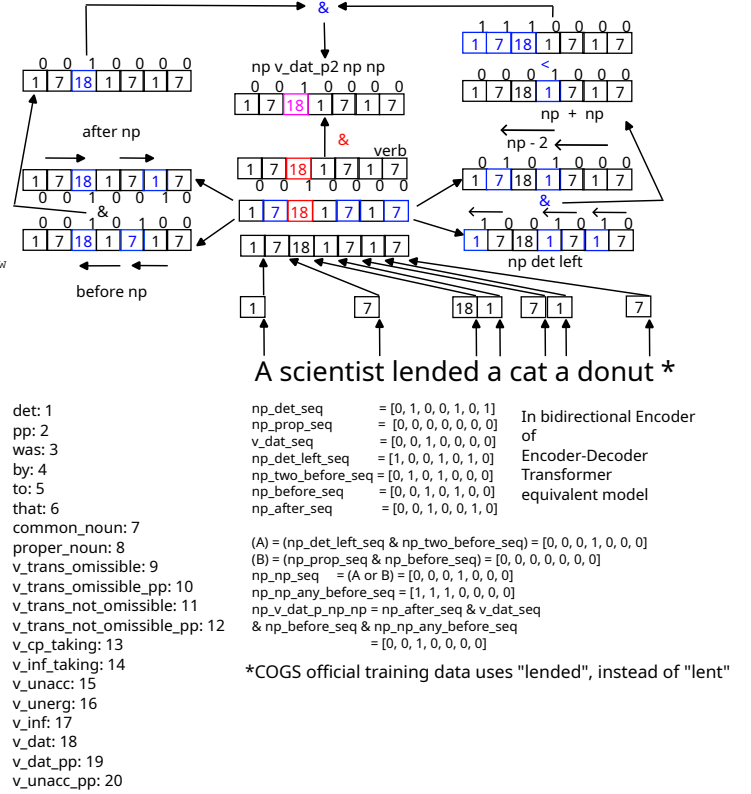 &
1 1 1 0 0 0 0
1 7 18 1 7 1 7
<
0 0 0 1 0 0 0
1 7 18 1 7 1 7
np + np
0 0 1 0 0 0 0
1 7 18 1 7 1 7
after np
np v_dat_p2 np np
0 0 1 0 0 0 0
1 7 18 1 7 1 7
&
verb
1 7 18 1 7 1 7
0 0 1 0 0 0 0
np - 2
0 1 0 1 0 0 0
1 7 18 1 7 1 7
&
1 0 0 1 0 1 0
1 7 18 1 7 1 7
np det left
1 7 18 1 7 1 7
0 0 1 0 0 1 0
&
0 0 1 0 1 0 0
1 7 18 1 7 1 7
before np
w
1 7 18 1 7 1 7
1 7 18 1 7 1 7
1 7 18 1 7 1 7
A scientist lended a cat a donut *
det: 1
pp: 2
was: 3
by: 4
to: 5
that: 6
common_noun: 7
proper_noun: 8
v_trans_omissible: 9
v_trans_omissible_pp: 10
v_trans_not_omissible: 11
v_trans_not_omissible_pp: 12
v_cp_taking: 13
v_inf_taking: 14
v_unacc: 15
v_unerg: 16
v_inf: 17
v_dat: 18
v_dat_pp: 19
v_unacc_pp: 20
np_det_seq = [0, 1, 0, 0, 1, 0, 1]
np_prop_seq = [0, 0, 0, 0, 0, 0, 0]
v_dat_seq = [0, 0, 1, 0, 0, 0, 0]
np_det_left_seq = [1, 0, 0, 1, 0, 1, 0]
np_two_before_seq = [0, 1, 0, 1, 0, 0, 0]
np_before_seq = [0, 0, 1, 0, 1, 0, 0]
np_after_seq = [0, 0, 1, 0, 0, 1, 0]
In bidirectional Encoder
of
Encoder-Decoder
Transformer
equivalent model
(A) = (np_det_left_seq & np_two_before_seq) = [0, 0, 0, 1, 0, 0, 0]
(B) = (np_prop_seq & np_before_seq) = [0, 0, 0, 0, 0, 0, 0]
np_np_seq = (A or B) = [0, 0, 0, 1, 0, 0, 0]
np_np_any_before_seq = [1, 1, 1, 0, 0, 0, 0]
np_v_dat_p_np_np = np_after_seq & v_dat_seq
& np_before_seq & np_np_any_before_seq
= [0, 0, 1, 0, 0, 0, 0]
*COGS official training data uses "lended", instead of "lent"